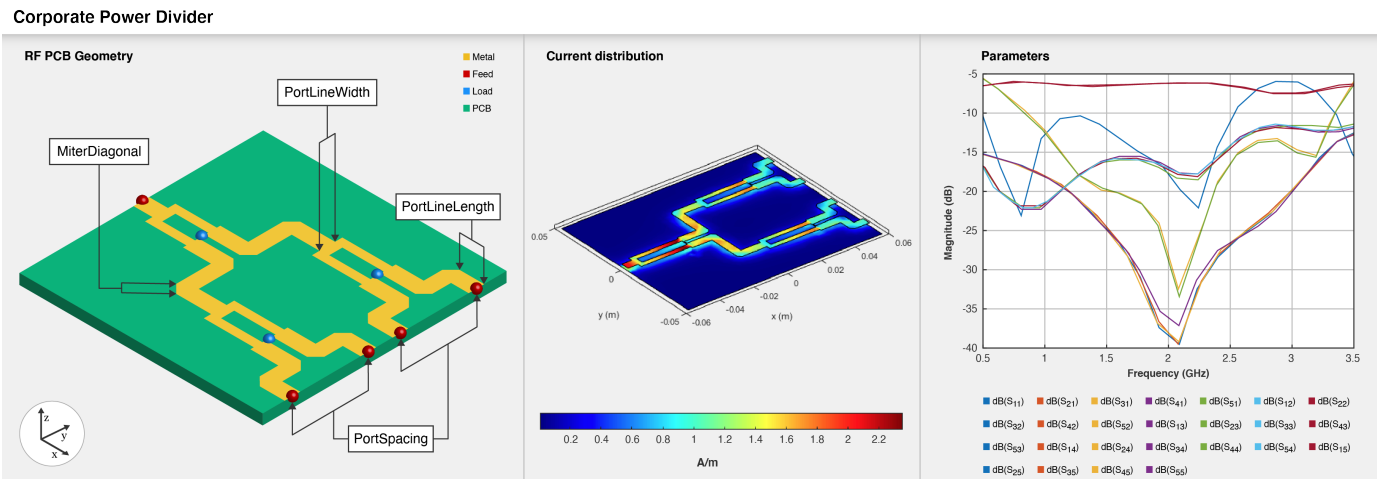 Corporate Power Divider
RF PCB Geometry
Metal
Feed
Load
PCB
PortLineWidth
MiterDiagonal
PortLineLength
PortSpacing
z
y
x
Current distribution
0.05
0
-0.05
y (m)
-0.06
-0.04
-0.02
0
0.02
0.04
0.06
x (m)
0.2 0.4 0.6 0.8 1 1.2 1.4 1.6 1.8 2 2.2
A/m
Parameters
Magnitude (dB)
-5
-10
-15
-20
-25
-30
-35
-40
0.5 1 1.5 2 2.5 3 3.5
Frequency (GHz)
dB(S₁₁) dB(S₂₁) dB(S₃₁) dB(S₄₁) dB(S₅₁) dB(S₁₂) dB(S₂₂)
dB(S₃₂) dB(S₄₂) dB(S₅₂) dB(S₁₃) dB(S₂₃) dB(S₃₃) dB(S₄₃)
dB(S₅₃) dB(S₁₄) dB(S₂₄) dB(S₃₄) dB(S₄₄) dB(S₅₄) dB(S₁₅)
dB(S₂₅) dB(S₃₅) dB(S₄₅) dB(S₅₅)